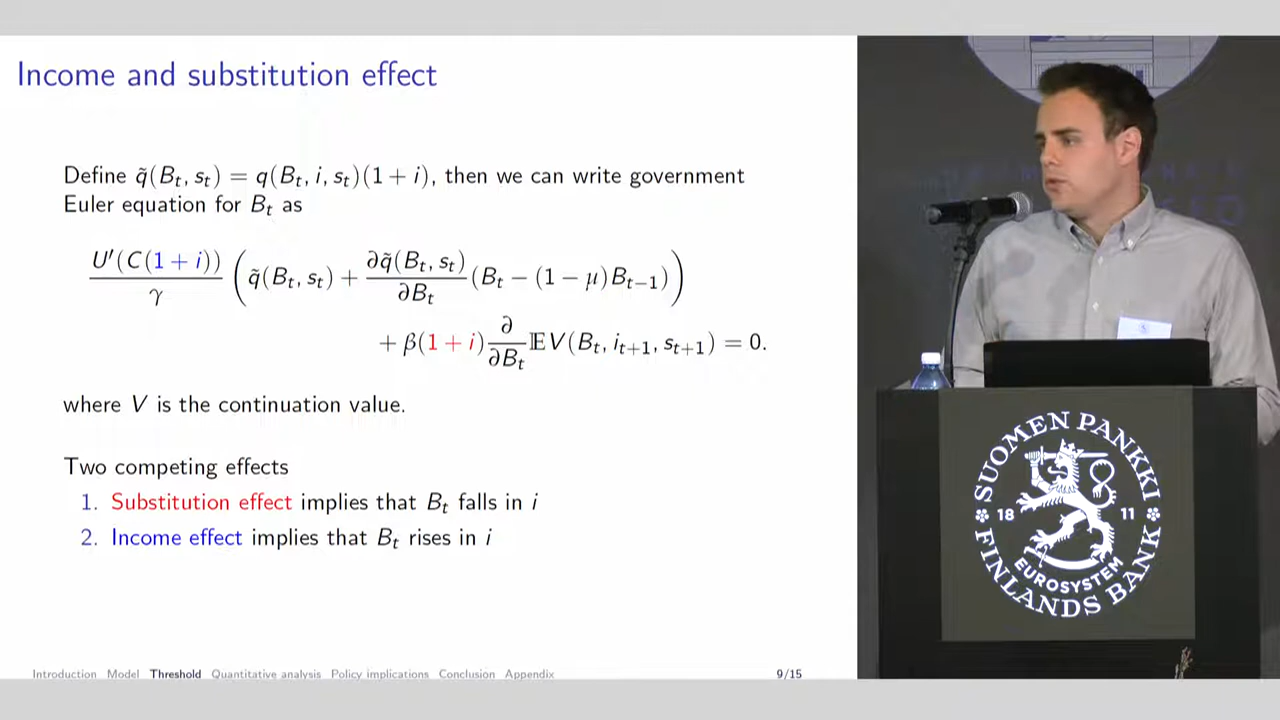 Income and substitution effect
Define q̃(B_t, s_t) = q(B_t, i, s_t)(1 + i), then we can write government
Euler equation for B_t as
U′(C(1 + i))/γ (q̃(B_t, s_t) + ∂q̃(B_t, s_t)/∂B_t (B_t − (1 − μ)B_{t−1}))
+ β(1 + i) ∂/∂B_t 𝔼V(B_t, i_{t+1}, s_{t+1}) = 0.
where V is the continuation value.
Two competing effects
1. Substitution effect implies that B_t falls in i
2. Income effect implies that B_t rises in i
Introduction Model Threshold Quantitative analysis Policy implications Conclusion Appendix
9/15
SUOMEN PANKKI
18 11
EUROSYSTEM
FINLANDS BANK